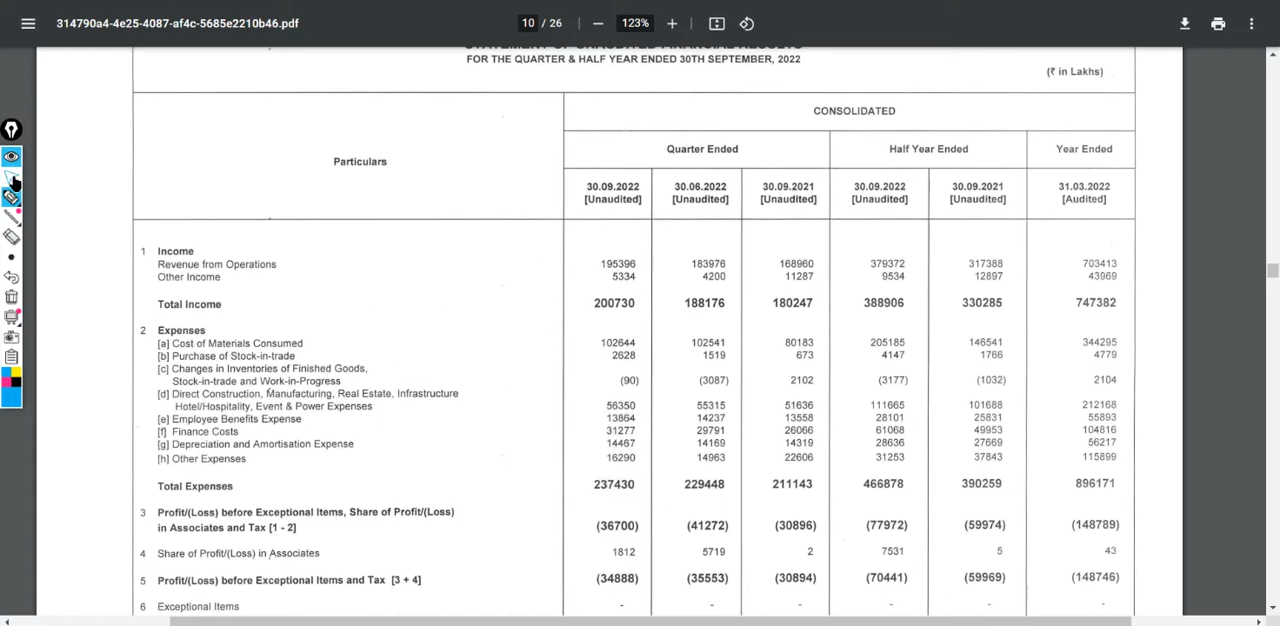 314790a4-4e25-4087-af4c-5685e2210b46.pdf 10 / 26 123%
STATEMENT OF UNAUDITED FINANCIAL RESULTS
FOR THE QUARTER & HALF YEAR ENDED 30TH SEPTEMBER, 2022
(₹ in Lakhs)
CONSOLIDATED
Particulars Quarter Ended Half Year Ended Year Ended
30.09.2022 30.06.2022 30.09.2021 30.09.2022 30.09.2021 31.03.2022
[Unaudited] [Unaudited] [Unaudited] [Unaudited] [Unaudited] [Audited]
1 Income
Revenue from Operations 195396 183976 168960 379372 317388 703413
Other Income 5334 4200 11287 9534 12897 43969
Total Income 200730 188176 180247 388906 330285 747382
2 Expenses
[a] Cost of Materials Consumed 102644 102541 80183 205185 146541 344295
[b] Purchase of Stock-in-trade 2628 1519 673 4147 1766 4779
[c] Changes in Inventories of Finished Goods,
Stock-in-trade and Work-in-Progress (90) (3087) 2102 (3177) (1032) 2104
[d] Direct Construction, Manufacturing, Real Estate, Infrastructure
Hotel/Hospitality, Event & Power Expenses 56350 55315 51636 111665 101688 212168
[e] Employee Benefits Expense 13864 14237 13558 28101 25831 55893
[f] Finance Costs 31277 29791 26066 61068 49953 104816
[g] Depreciation and Amortisation Expense 14467 14169 14319 28636 27669 56217
[h] Other Expenses 16290 14963 22606 31253 37843 115899
Total Expenses 237430 229448 211143 466878 390259 896171
3 Profit/(Loss) before Exceptional Items, Share of Profit/(Loss)
in Associates and Tax [1 - 2] (36700) (41272) (30896) (77972) (59974) (148789)
4 Share of Profit/(Loss) in Associates 1812 5719 2 7531 5 43
5 Profit/(Loss) before Exceptional Items and Tax [3 + 4] (34888) (35553) (30894) (70441) (59969) (148746)
6 Exceptional Items - - - - - -